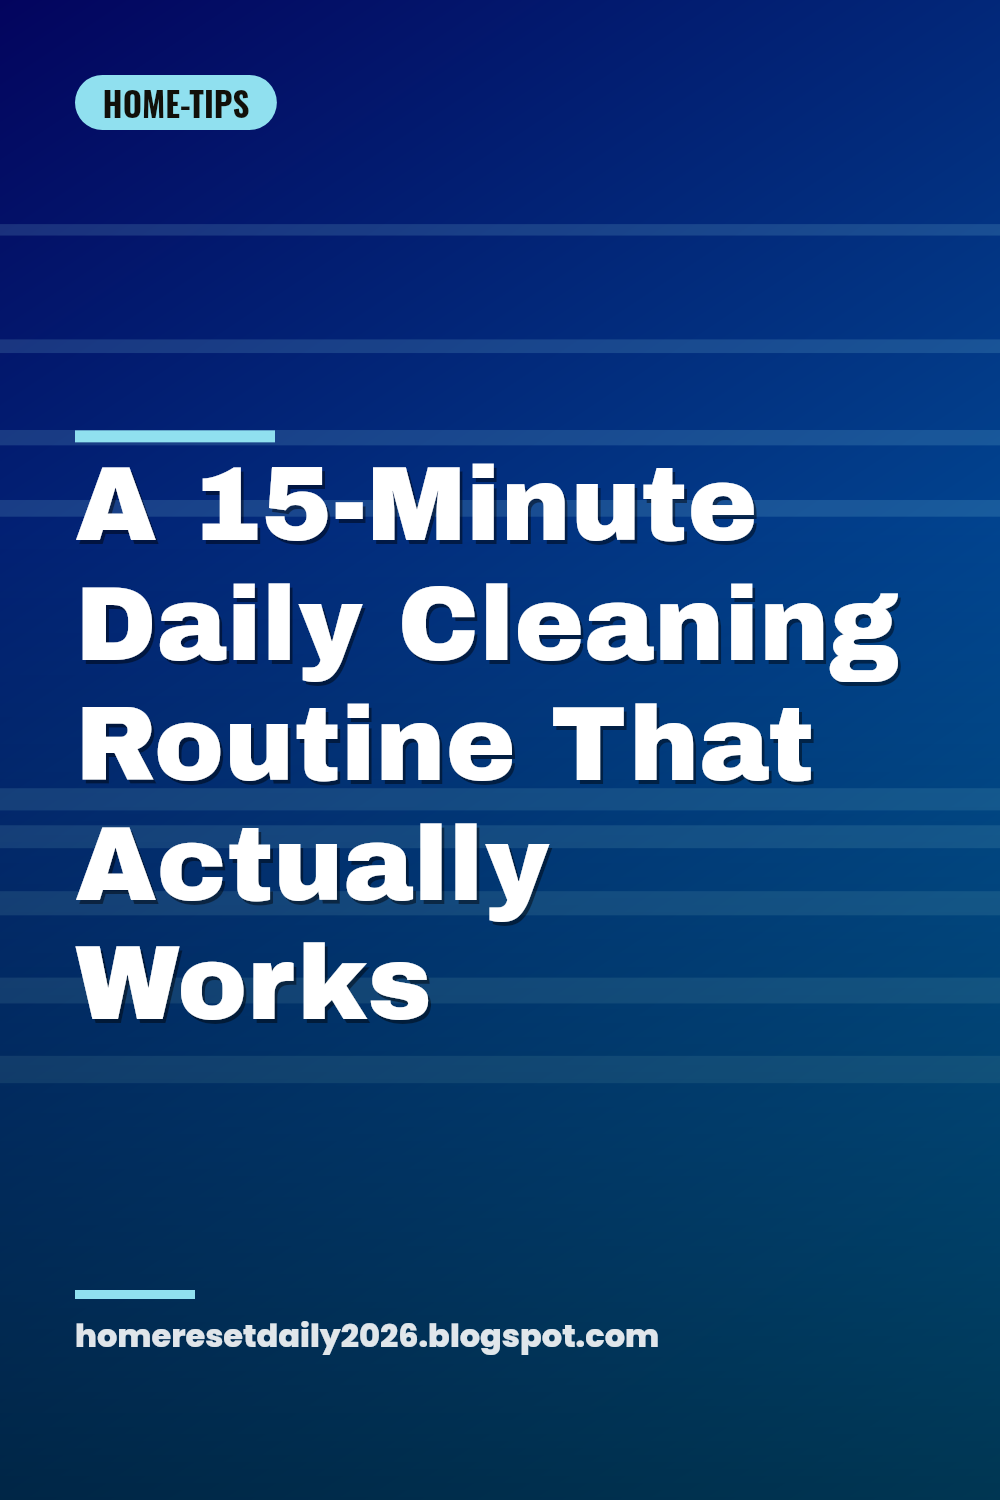 HOME-TIPS
A 15-Minute
Daily Cleaning
Routine That
Actually
Works
homeresetdaily2026.blogspot.com